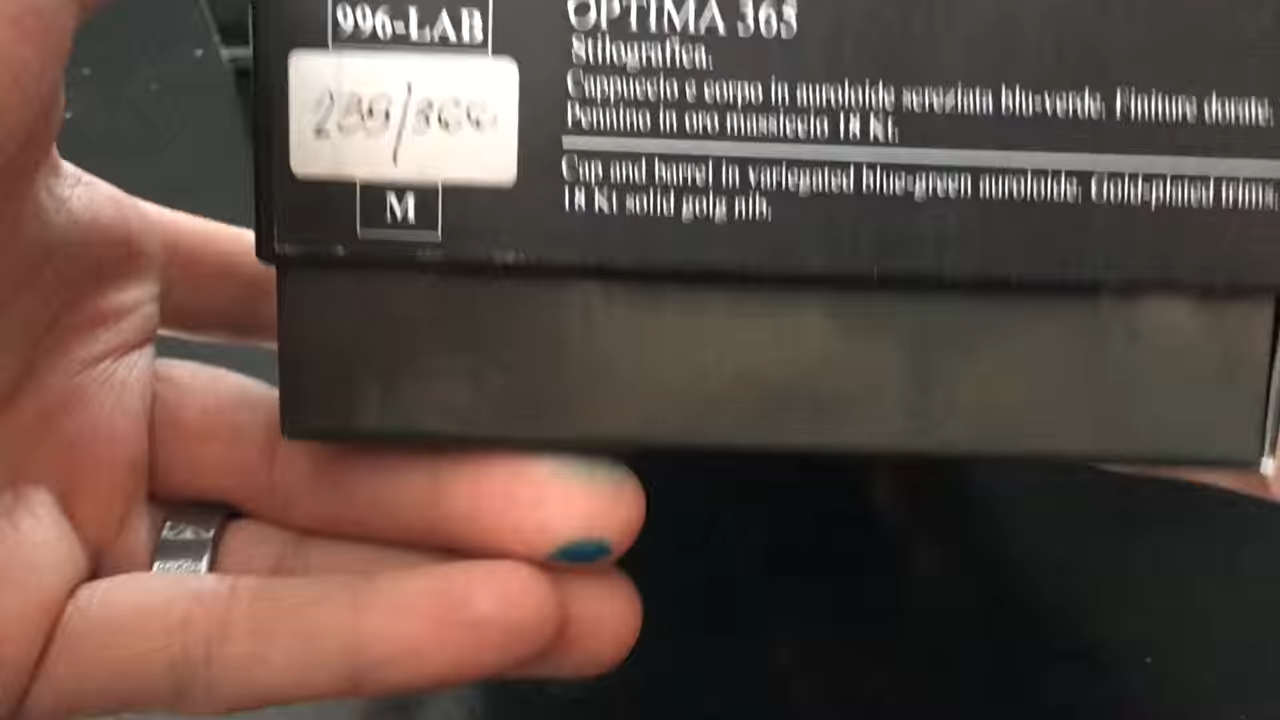 996-LAB
OPTIMA 365
Stilografica.
Cappuccio e corpo in auroloide screziata blu-verde. Finiture dorate.
Pennino in oro massiccio 18 Kt.
Cap and barrel in variegated blue-green auroloide. Gold-plated trims.
18 Kt solid golg nib.
M